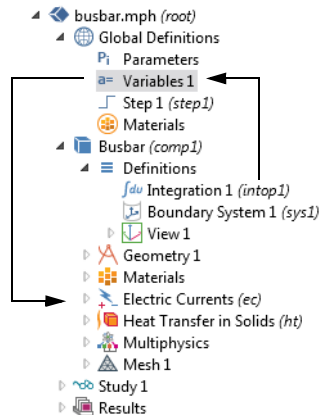 busbar.mph (root)
Global Definitions
Pi Parameters
a= Variables 1
Step 1 (step1)
Materials
Busbar (comp1)
Definitions
∫du Integration 1 (intop1)
Boundary System 1 (sys1)
View 1
Geometry 1
Materials
Electric Currents (ec)
Heat Transfer in Solids (ht)
Multiphysics
Mesh 1
Study 1
Results